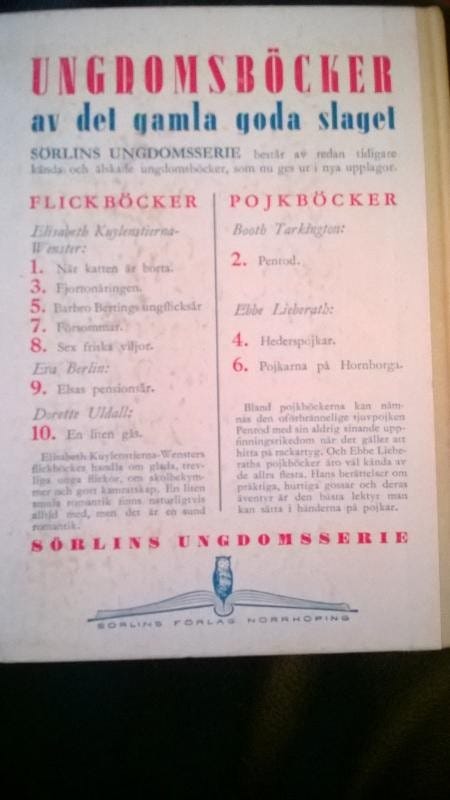 UNGDOMSBÖCKER
av det gamla goda slaget
SÖRLINS UNGDOMSSERIE består av redan tidigare
kända och älskade ungdomsböcker, som nu ges ut i nya upplagor.
FLICKBÖCKER
Elisabeth Kuylenstierna-
Wenster:
1. När katten är borta.
3. Fjortonåringen.
5. Barbro Bertings ungflicksår
7. Försommar.
8. Sex friska viljor.
Eva Berlin:
9. Elsas pensionsår.
Dorette Uldall:
10. En liten gås.
Elisabeth Kuylenstierna-Wensters
flickböcker handla om glada, trev-
liga unga flickor, om skolbekym-
mer och gott kamratskap. En liten
smula romantik finns naturligtvis
alltid med, men det är en sund
romantik.
POJKBÖCKER
Booth Tarkington:
2. Penrod.
Ebbe Lieberath:
4. Hederspojkar.
6. Pojkarna på Hornborga.
Bland pojkböckerna kan näm-
nas den oförbrännelige tjuvpojken
Penrod med sin aldrig sinande upp-
finningsrikedom när det gäller att
hitta på rackartyg. Och Ebbe Liebe-
raths pojkböcker äro väl kända av
de allra flesta. Hans berättelser om
präktiga, hurtiga gossar och deras
äventyr är den bästa lektyr man
kan sätta i händerna på pojkar.
SÖRLINS UNGDOMSSERIE
SÖRLINS FÖRLAG NORRKÖPING